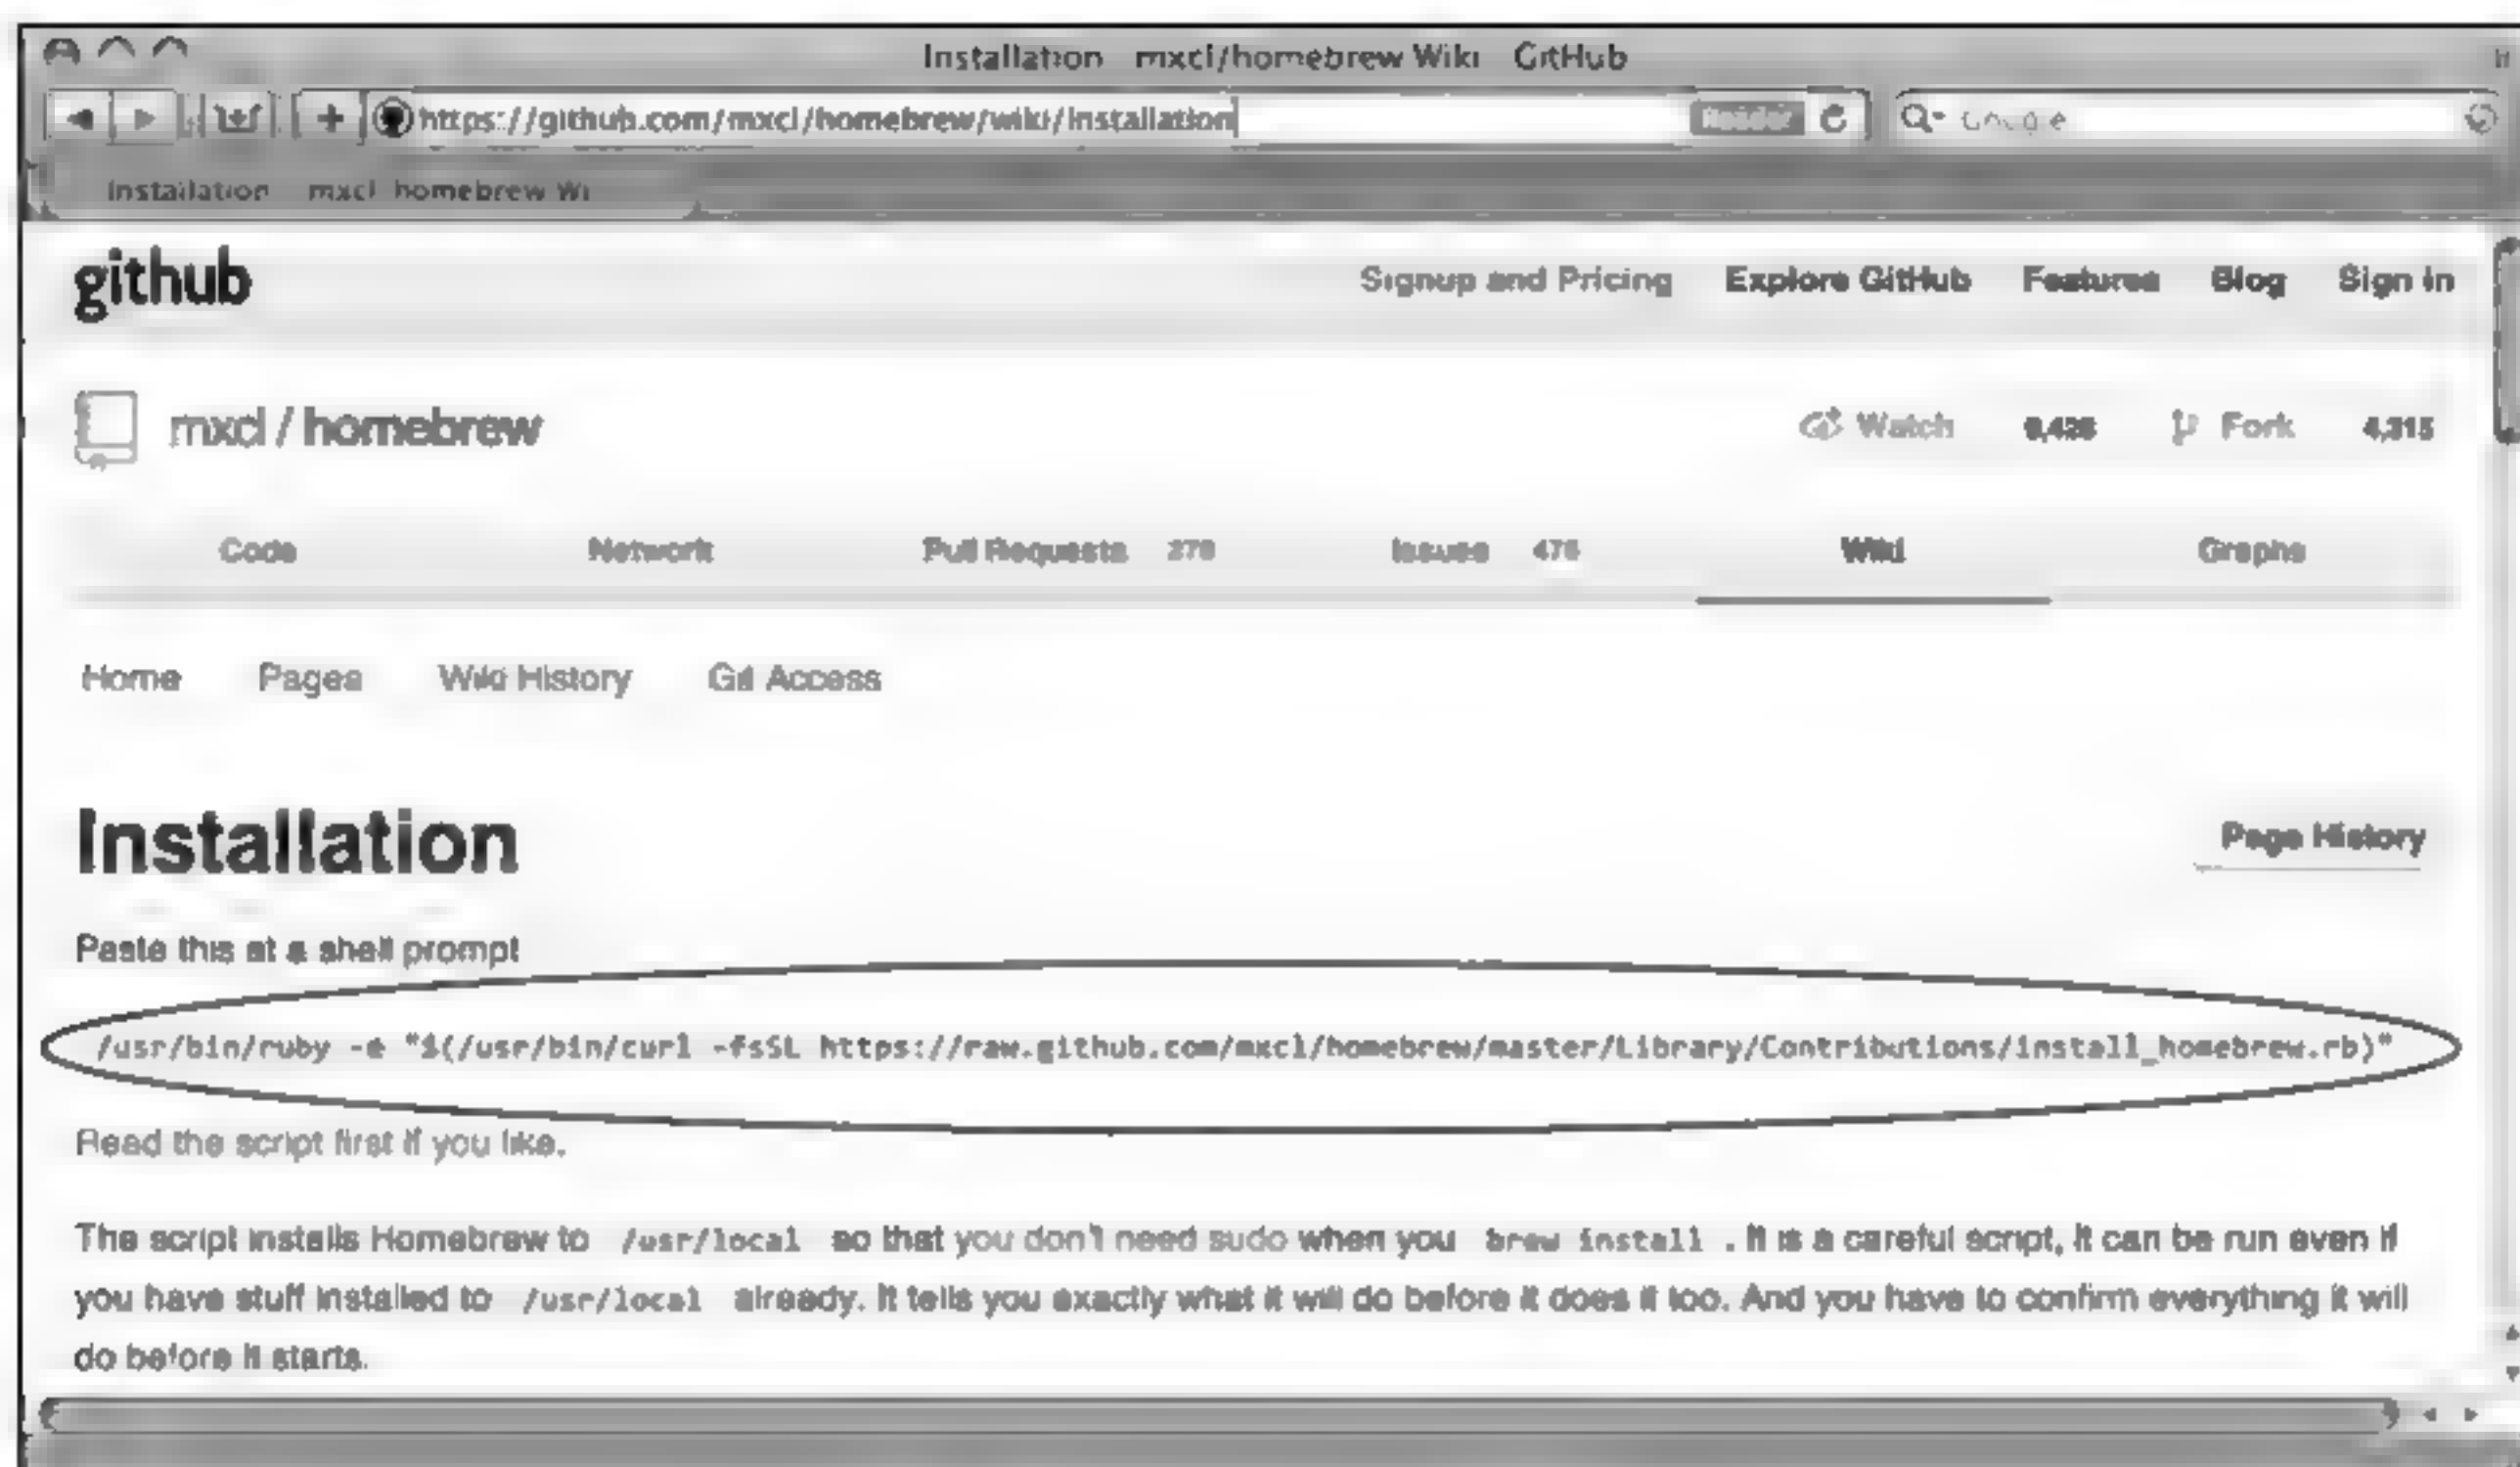 Installation mxcl/homebrew Wiki GitHub
https://github.com/mxcl/homebrew/wiki/Installation Reader Google
Installation mxcl homebrew Wi
github Signup and Pricing Explore GitHub Features Blog Sign in
mxcl / homebrew Watch Fork
Code Network Pull Requests Issues Wiki Graphs
Home Pages Wiki History Git Access
Installation Page History
Paste this at a shell prompt
/usr/bin/ruby -e "$(/usr/bin/curl -fsSL https://raw.github.com/mxcl/homebrew/master/Library/Contributions/install_homebrew.rb)"
Read the script first if you like.
The script installs Homebrew to /usr/local so that you don't need sudo when you brew install . It is a careful script, it can be run even if
you have stuff installed to /usr/local already. It tells you exactly what it will do before it does it too. And you have to confirm everything it will
do before it starts.